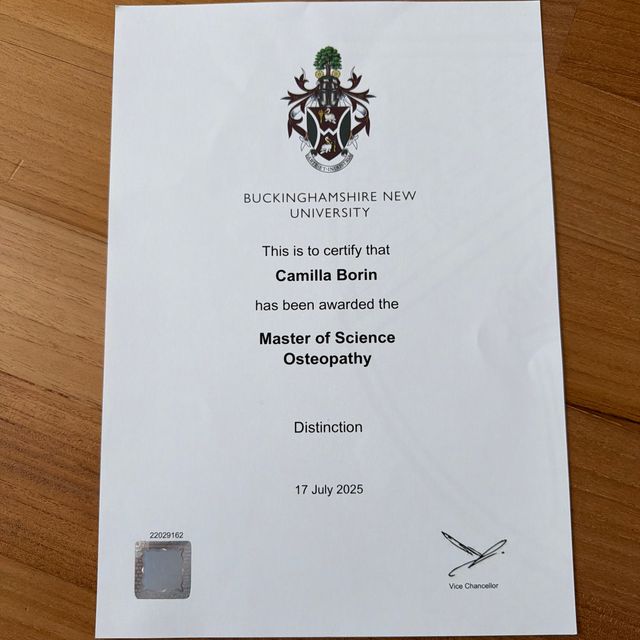 BUCKINGHAMSHIRE NEW
UNIVERSITY
This is to certify that
Camilla Borin
has been awarded the
Master of Science
Osteopathy
Distinction
17 July 2025
22029162
Vice Chancellor